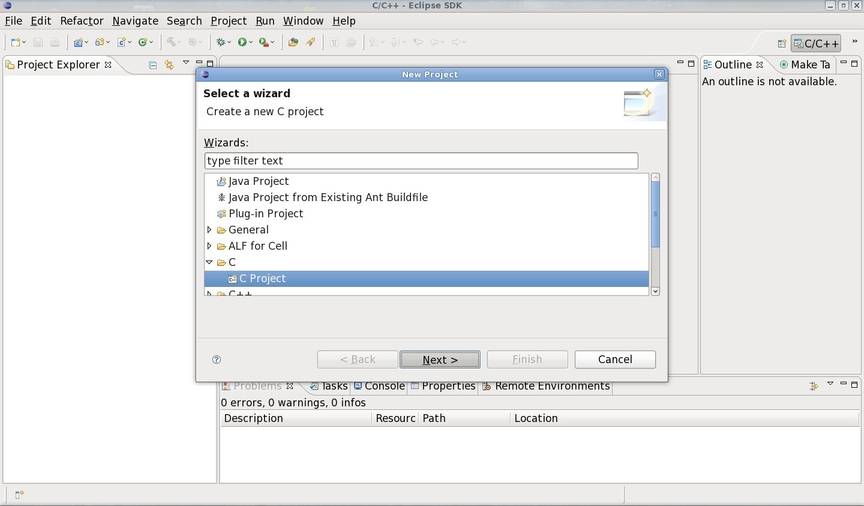 C/C++ - Eclipse SDK
File Edit Refactor Navigate Search Project Run Window Help
C/C++
Project Explorer
Outline
Make Ta
An outline is not available.
New Project
Select a wizard
Create a new C project
Wizards:
type filter text
Java Project
Java Project from Existing Ant Buildfile
Plug-in Project
General
ALF for Cell
C
C Project
C++
< Back
Next >
Finish
Cancel
Problems Tasks Console Properties Remote Environments
0 errors, 0 warnings, 0 infos
Description Resourc Path Location